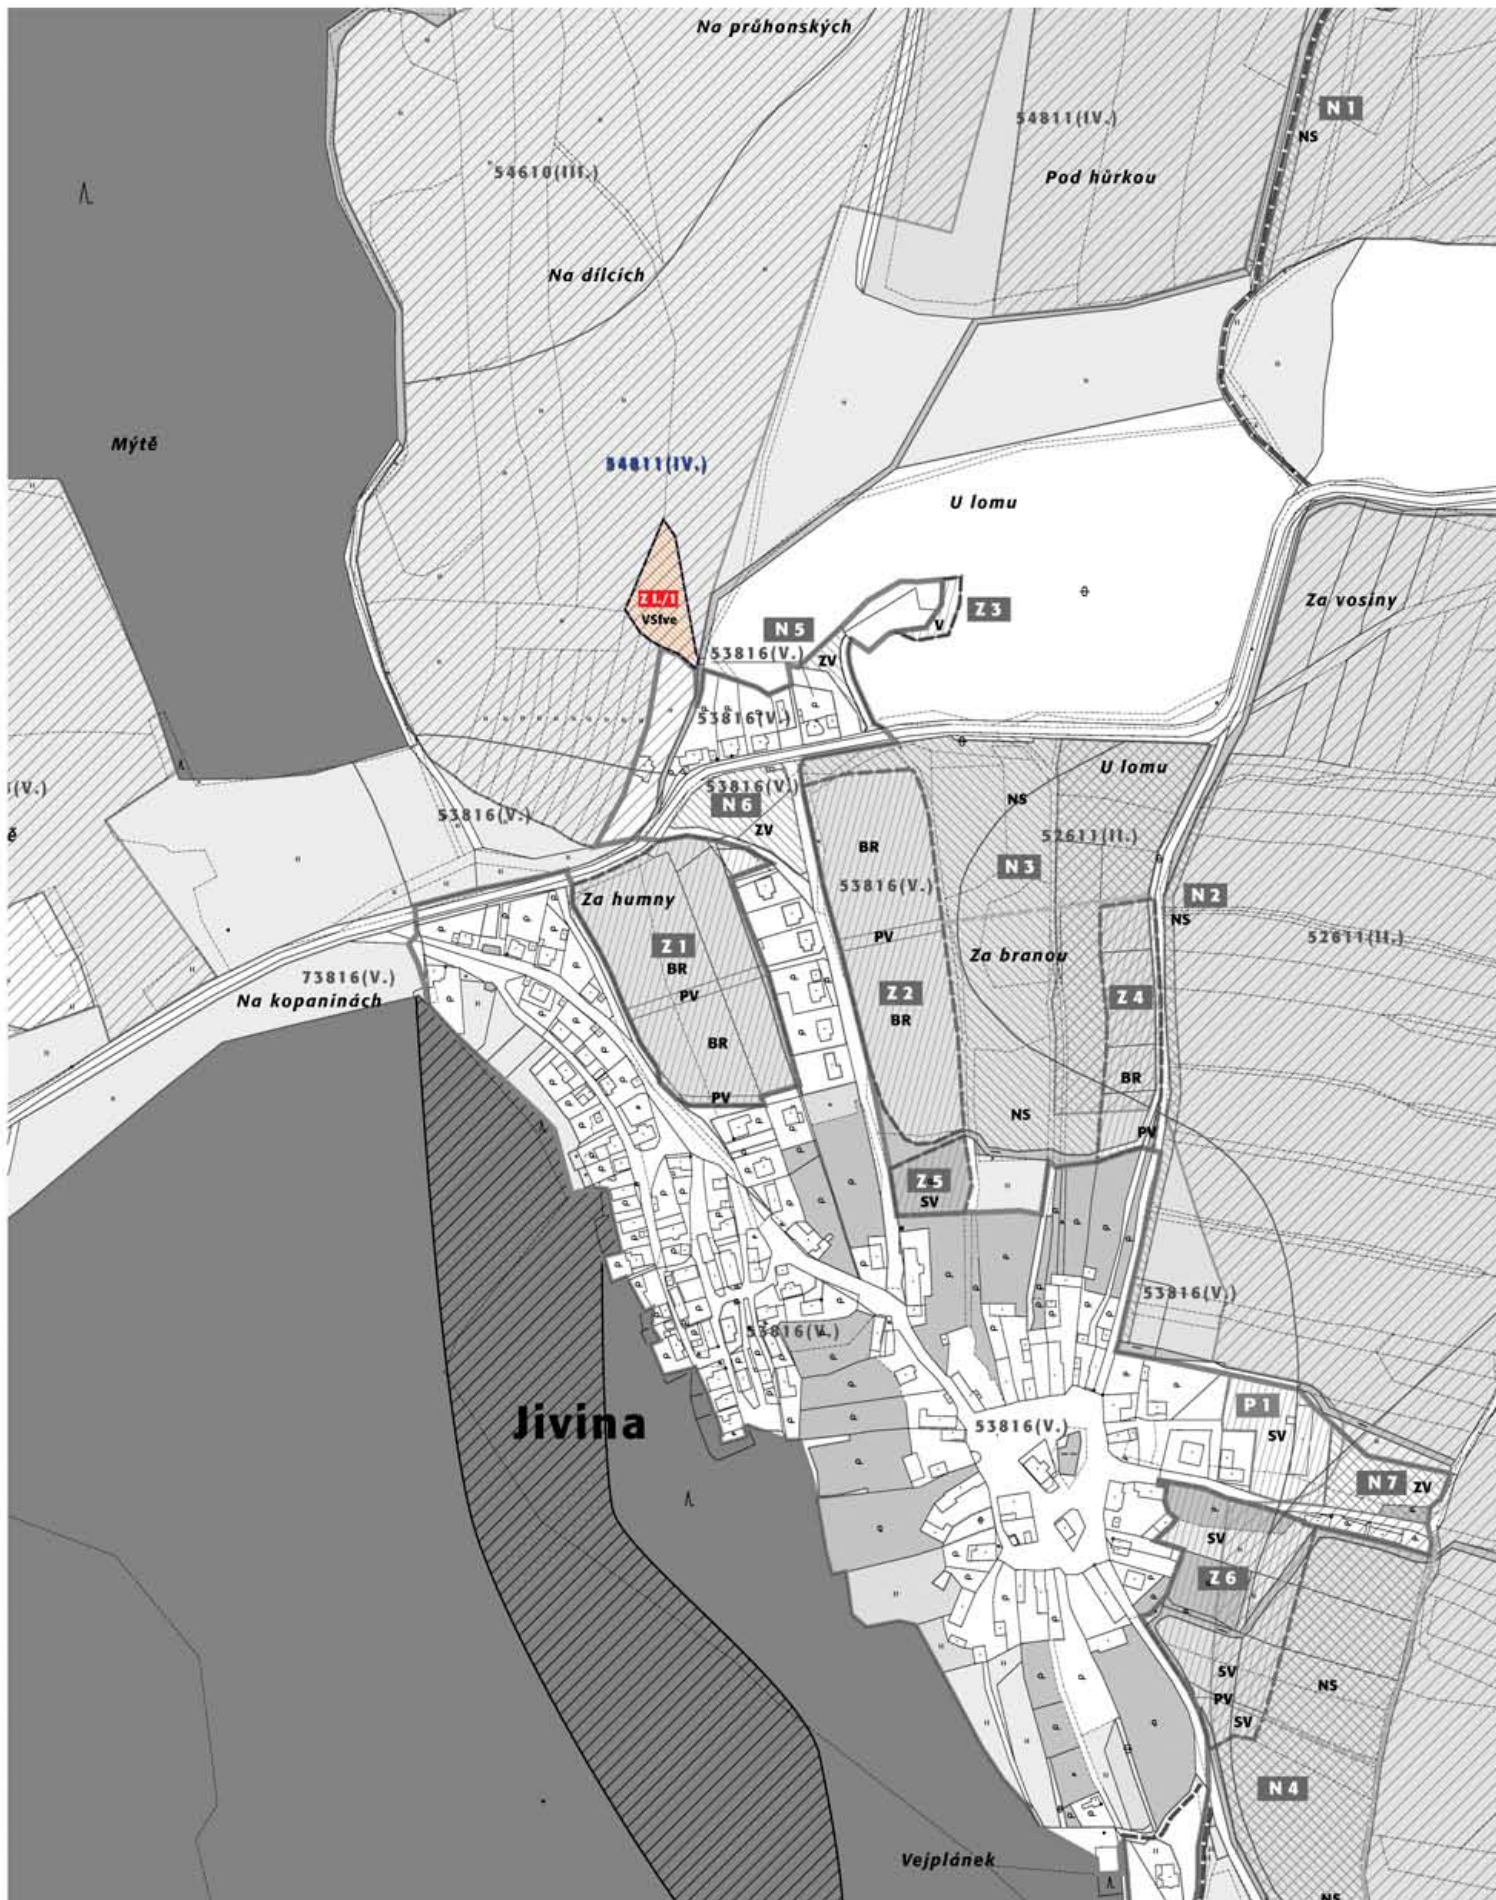 Na průhonských
N 1
54811(IV.)
NS
54610(III.)
Pod hůrkou
Na dílcích
Mýtě
54811(IV.)
U lomu
Z I./1
VSfve
Za vosiny
Z 3
V
N 5
53816(V.)
ZV
53816(V.)
U lomu
(V.)
53816(V.)
N 6
NS
53816(V.)
ZV
52611(II.)
ě
BR
N 3
53816(V.)
Za humny
N 2
NS
Z 1
PV
52611(II.)
BR
Za branou
73816(V.)
Na kopaninách
PV
Z 2
Z 4
BR
BR
BR
PV
NS
PV
Z 5
SV
53816(V.)
53816(V.)
Jivina
53816(V.)
P 1
SV
N 7
ZV
SV
Z 6
SV
NS
PV
SV
N 4
Vejplánek
NS